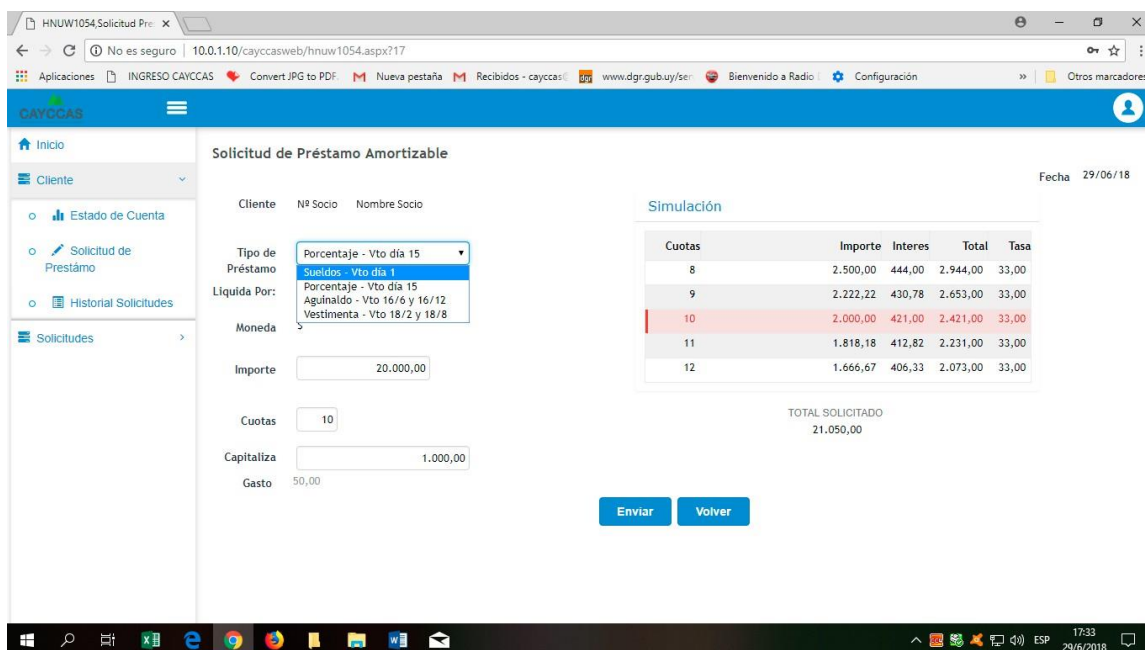 HNUW1054,Solicitud Pre
No es seguro | 10.0.1.10/cayccasweb/hnuw1054.aspx?17
Aplicaciones INGRESO CAYCCAS Convert JPG to PDF. Nueva pestaña Recibidos - cayccas dgr www.dgr.gub.uy/ser Bienvenido a Radio Configuración » Otros marcadores
CAYCCAS
Inicio
Cliente
Estado de Cuenta
Solicitud de
Prestámo
Historial Solicitudes
Solicitudes
Solicitud de Préstamo Amortizable
Fecha 29/06/18
Cliente Nº Socio Nombre Socio
Tipo de
Préstamo
Porcentaje - Vto día 15
Sueldos - Vto día 1
Porcentaje - Vto día 15
Aguinaldo - Vto 16/6 y 16/12
Vestimenta - Vto 18/2 y 18/8
Liquida Por:
Moneda
Importe 20.000,00
Cuotas 10
Capitaliza 1.000,00
Gasto 50,00
Simulación
Cuotas Importe Interes Total Tasa
8 2.500,00 444,00 2.944,00 33,00
9 2.222,22 430,78 2.653,00 33,00
10 2.000,00 421,00 2.421,00 33,00
11 1.818,18 412,82 2.231,00 33,00
12 1.666,67 406,33 2.073,00 33,00
TOTAL SOLICITADO
21.050,00
Enviar Volver
ESP
17:33
29/6/2018